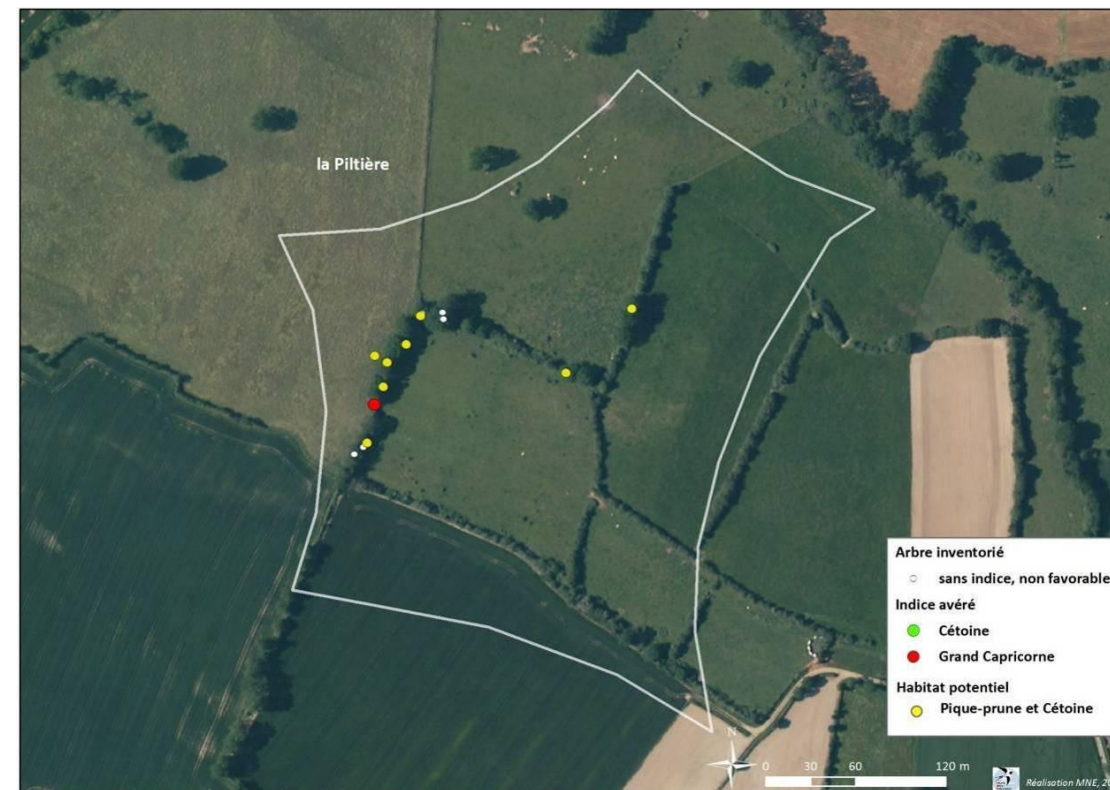 la Piltière
Arbre inventorié
sans indice, non favorable
Indice avéré
Cétoine
Grand Capricorne
Habitat potentiel
Pique-prune et Cétoine
N
0 30 60 120 m
Réalisation MNE,